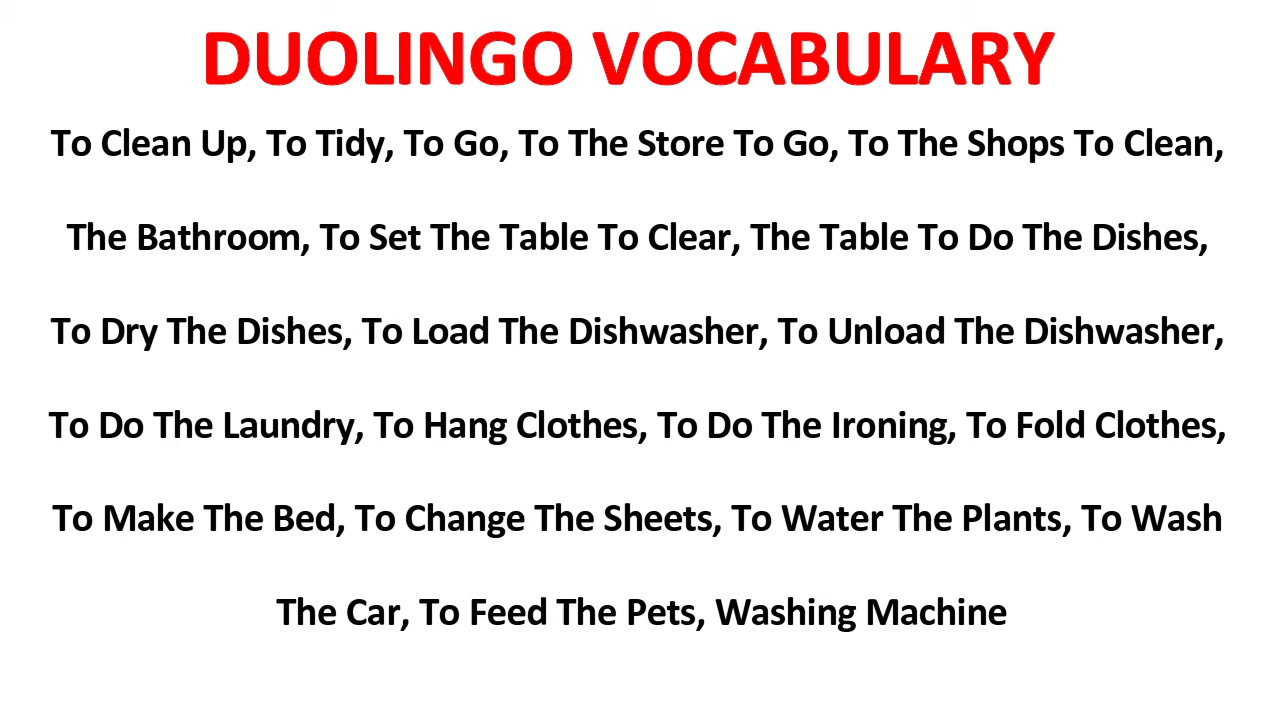 DUOLINGO VOCABULARY
To Clean Up, To Tidy, To Go, To The Store To Go, To The Shops To Clean,
The Bathroom, To Set The Table To Clear, The Table To Do The Dishes,
To Dry The Dishes, To Load The Dishwasher, To Unload The Dishwasher,
To Do The Laundry, To Hang Clothes, To Do The Ironing, To Fold Clothes,
To Make The Bed, To Change The Sheets, To Water The Plants, To Wash
The Car, To Feed The Pets, Washing Machine